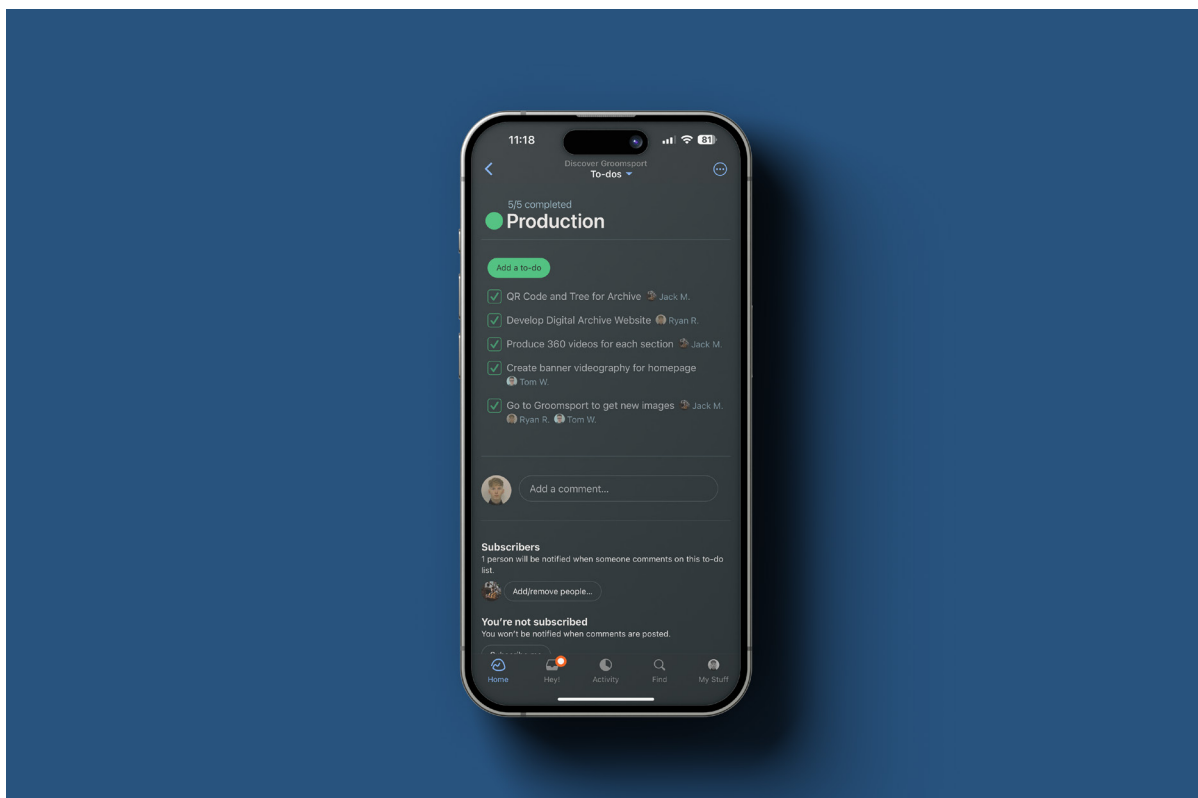 11:18
81
Discover Groomsport
To-dos
5/5 completed
Production
Add a to-do
QR Code and Tree for Archive Jack M.
Develop Digital Archive Website Ryan R.
Produce 360 videos for each section Jack M.
Create banner videography for homepage
Tom W.
Go to Groomsport to get new images Jack M.
Ryan R. Tom W.
Add a comment...
Subscribers
1 person will be notified when someone comments on this to-do
list.
Add/remove people...
You're not subscribed
You won't be notified when comments are posted.
Subscribe me
Home Hey! Activity Find My Stuff